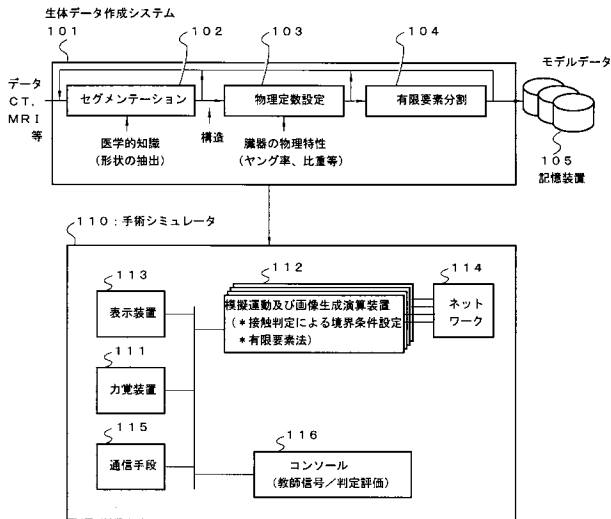 生体データ作成システム
101
102
103
104
モデルデータ
データ
CT,
MRI
等
セグメンテーション
物理定数設定
有限要素分割
医学的知識
(形状の抽出)
構造
臓器の物理特性
(ヤング率、比重等)
105
記憶装置
110:手術シミュレータ
113
表示装置
112
模擬運動及び画像生成演算装置
(*接触判定による境界条件設定
*有限要素法)
114
ネット
ワーク
111
力覚装置
115
通信手段
116
コンソール
(教師信号/判定評価)